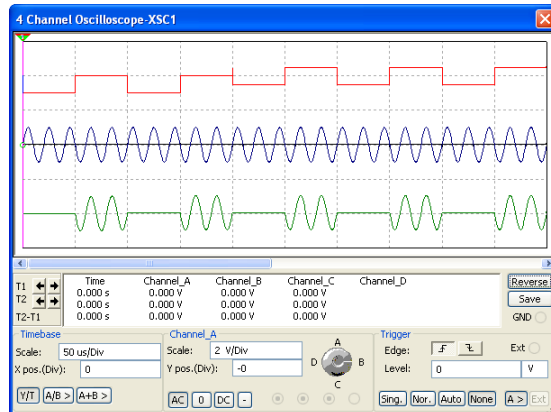 4 Channel Oscilloscope-XSC1
Time Channel_A Channel_B Channel_C Channel_D
T1 0.000 s 0.000 V 0.000 V 0.000 V
T2 0.000 s 0.000 V 0.000 V 0.000 V
T2-T1 0.000 s 0.000 V 0.000 V 0.000 V
Reverse
Save
GND
Timebase
Scale: 50 us/Div
X pos.(Div): 0
Y/T A/B > A+B >
Channel_A
Scale: 2 V/Div
Y pos.(Div): -0
AC 0 DC -
A
D B
C
Trigger
Edge: Ext
Level: 0 V
Sing. Nor. Auto None A > Ext